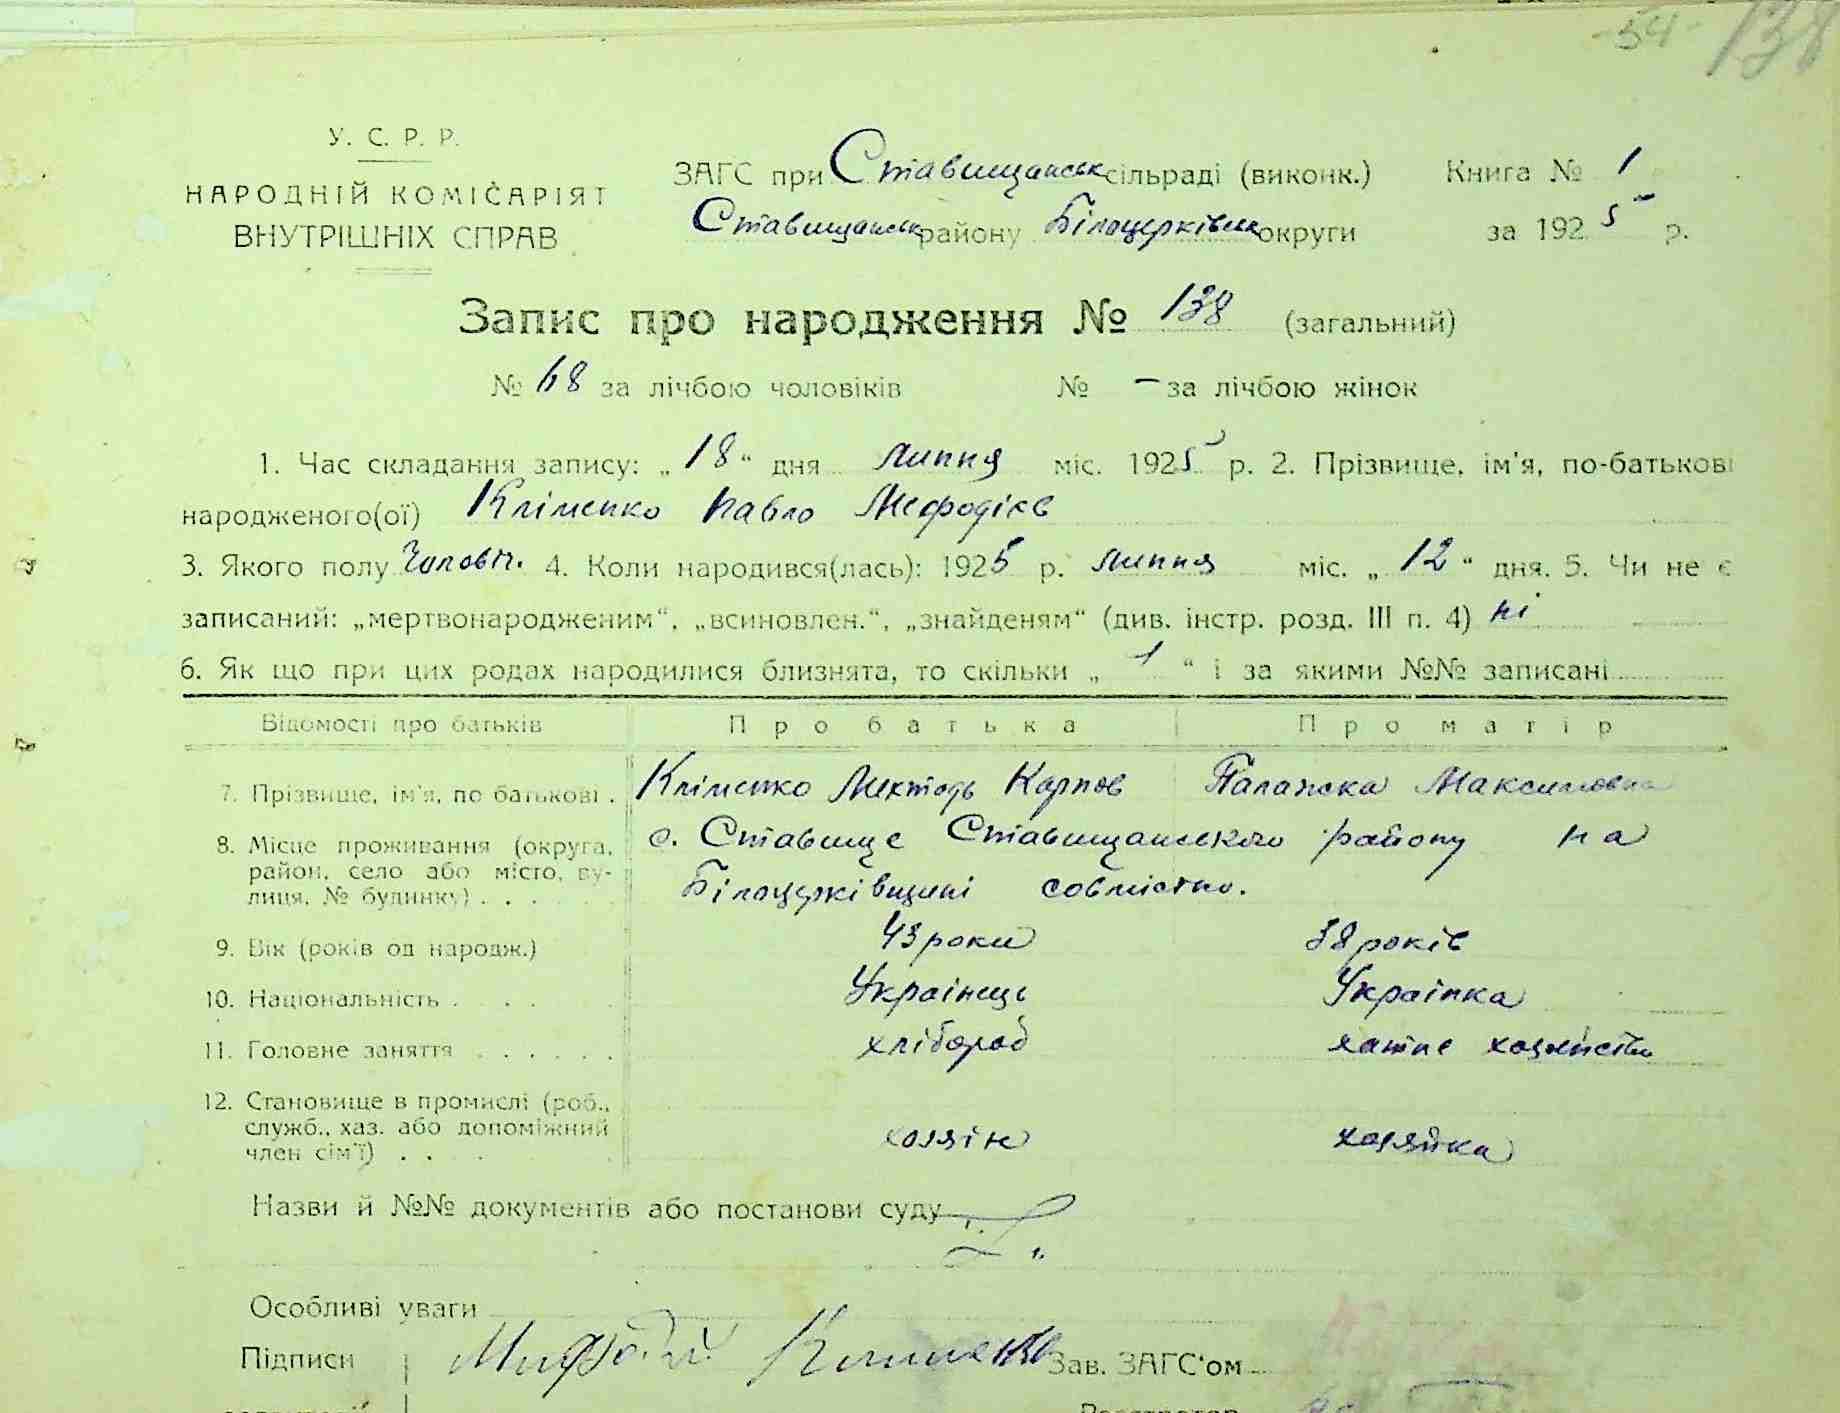 54 138
У. С. Р. Р.
НАРОДНІЙ КОМІСАРІЯТ
ВНУТРІШНІХ СПРАВ
ЗАГС при Ставищанськ сільраді (виконк.) Книга № 1
Ставищанськ району Білоцерківськ округи за 1925 р.
Запис про народження № 138 (загальний)
№ 68 за лічбою чоловіків № – за лічбою жінок
1. Час складання запису: „18“ дня липня міс. 1925 р. 2. Прізвище, ім'я, по-батькові
народженого(ої) Кліменко Павло Мефодієв
3. Якого полу Чоловіч. 4. Коли народився(лась): 1925 р. липня міс. „12“ дня. 5. Чи не є
записаний: „мертвонародженим“, „всиновлен.“, „знайденям“ (див. інстр. розд. III п. 4) ні
6. Як що при цих родах народилися близнята, то скільки „ 1 “ і за якими №№ записані
Відомості про батьків Про батька Про матір
7. Прізвище, ім'я, по батькові . Кліменко Мехтодь Карпов Палажка Максимовна
8. Місце проживання (округа, район, село або місто, вулиця, № будинку) . . с. Ставище Ставищанського району на
Білоцерківщині совмістно.
9. Вік (років од народж.) 43 роки 38 років
10. Національність . . . Українець Українка
11. Головне заняття . . . . . . хлібороб хатнє хозяйство
12. Становище в промислі (роб., служб., хаз. або допоміжний член сім'ї) . . хозяін хозяйка
Назви й №№ документів або постанови суду
Особливі уваги
Підписи Мифодій Клименко Зав. ЗАГС'ом
Реєстратор